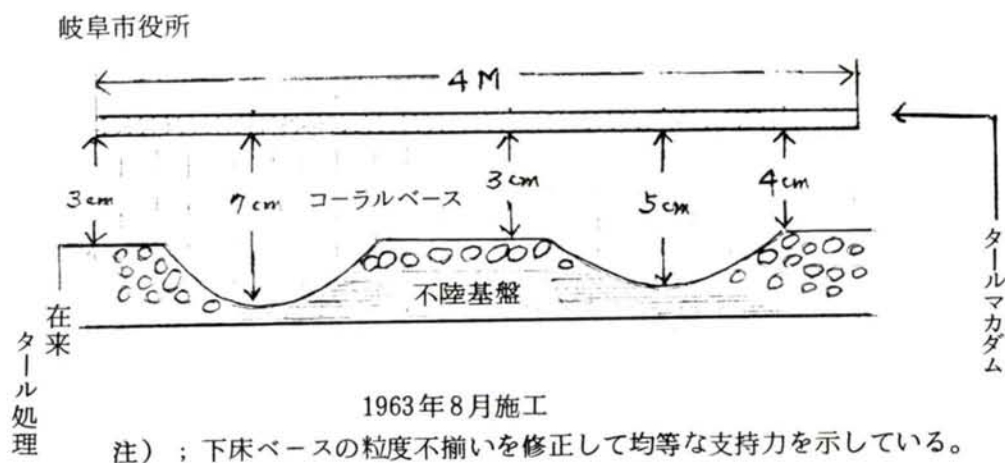 岐阜市役所
4M
3cm
7cm
コーラルベース
3cm
5cm
4cm
不陸基盤
在来
タール処理
タールマカダム
1963年8月施工
注）；下床ベースの粒度不揃いを修正して均等な支持力を示している。